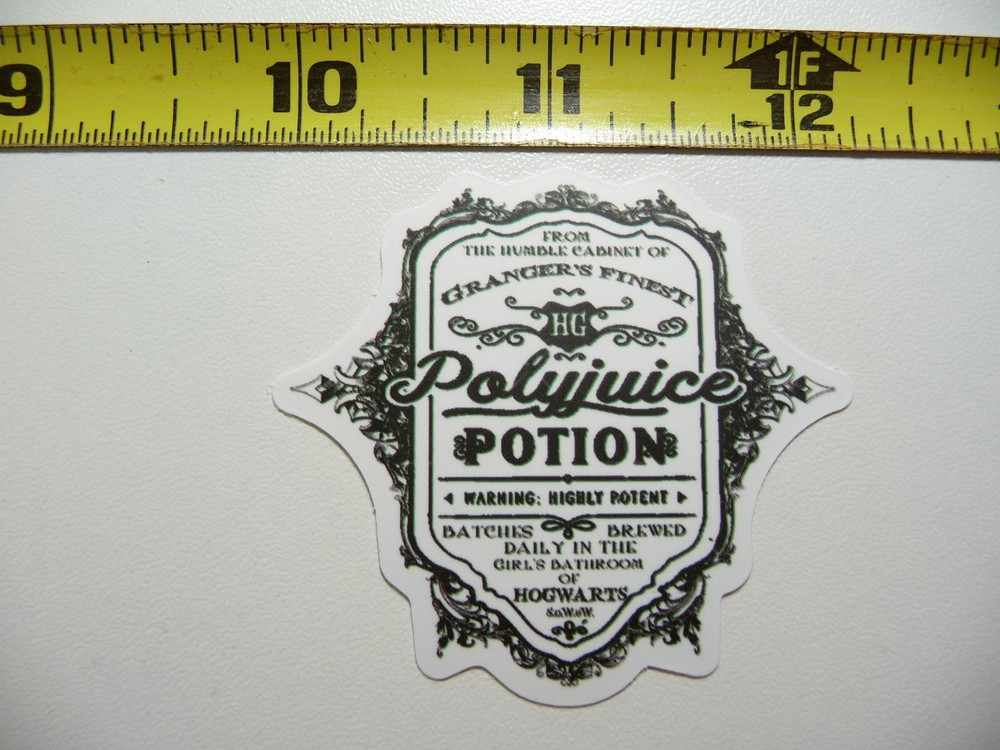 9 10 11 1F 12
FROM
THE HUMBLE CABINET OF
GRANGER'S FINEST
HG
Polyjuice
POTION
WARNING: HIGHLY POTENT
BATCHES BREWED
DAILY IN THE
GIRL'S BATHROOM
OF
HOGWARTS
S.o.W.&W.